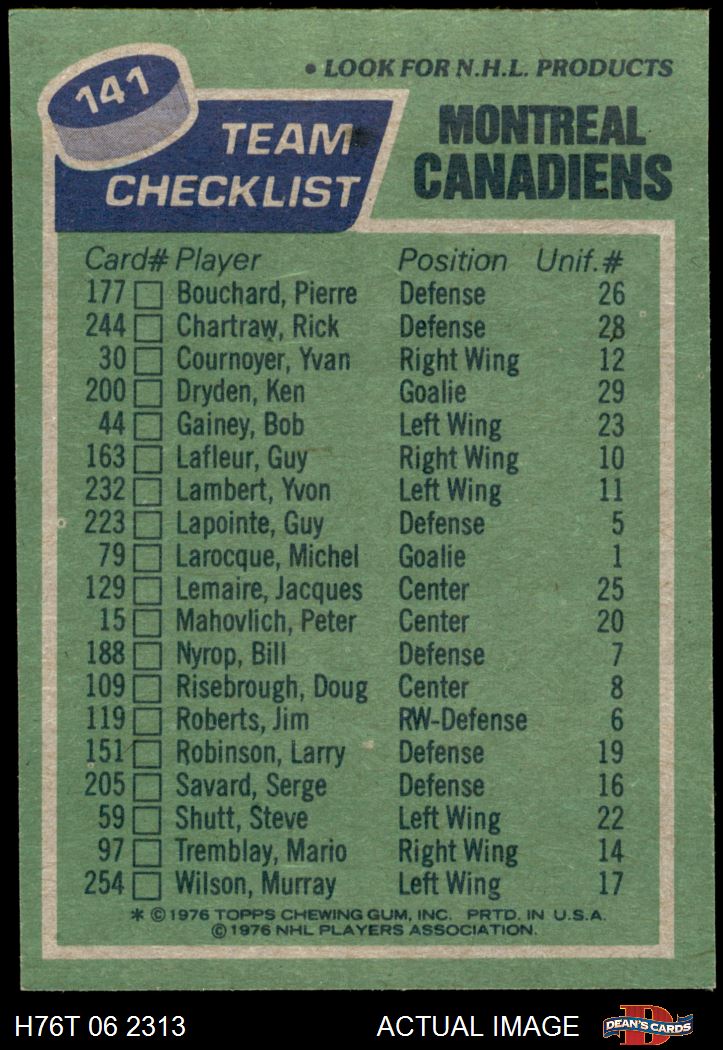 141
• LOOK FOR N.H.L. PRODUCTS
TEAM CHECKLIST
MONTREAL CANADIENS
Card# Player Position Unif.#
177 Bouchard, Pierre Defense 26
244 Chartraw, Rick Defense 28
30 Cournoyer, Yvan Right Wing 12
200 Dryden, Ken Goalie 29
44 Gainey, Bob Left Wing 23
163 Lafleur, Guy Right Wing 10
232 Lambert, Yvon Left Wing 11
223 Lapointe, Guy Defense 5
79 Larocque, Michel Goalie 1
129 Lemaire, Jacques Center 25
15 Mahovlich, Peter Center 20
188 Nyrop, Bill Defense 7
109 Risebrough, Doug Center 8
119 Roberts, Jim RW-Defense 6
151 Robinson, Larry Defense 19
205 Savard, Serge Defense 16
59 Shutt, Steve Left Wing 22
97 Tremblay, Mario Right Wing 14
254 Wilson, Murray Left Wing 17
* © 1976 TOPPS CHEWING GUM, INC. PRTD. IN U.S.A.
© 1976 NHL PLAYERS ASSOCIATION.
H76T 06 2313 ACTUAL IMAGE
D
DEAN'S CARDS